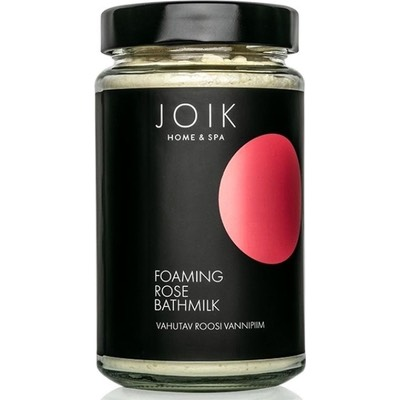 JOIK
HOME & SPA
FOAMING
ROSE
BATHMILK
VAHUTAV ROOSI VANNIPIIM